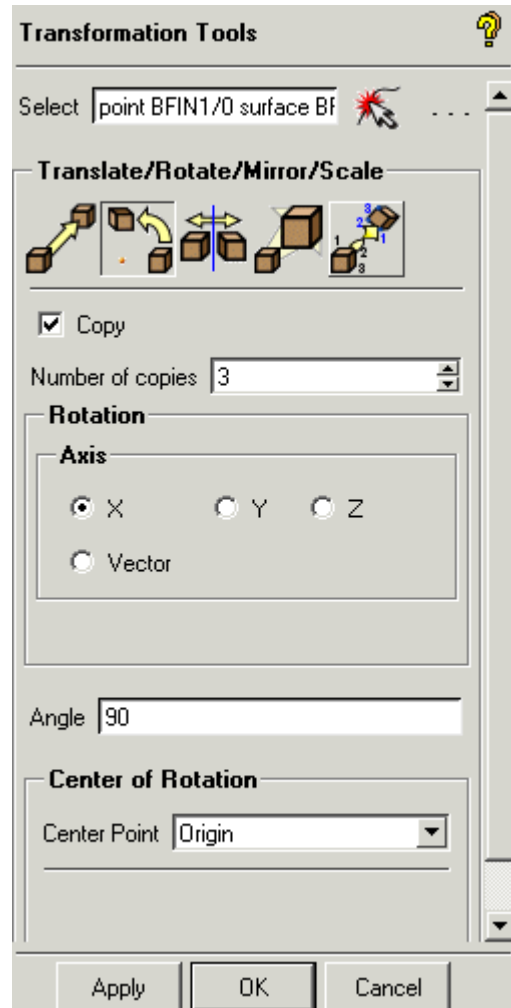 Transformation Tools
Select point BFIN1/0 surface BF ...
Translate/Rotate/Mirror/Scale
3
2
1
1
2
3
Copy
Number of copies 3
Rotation
Axis
X Y Z
Vector
Angle 90
Center of Rotation
Center Point Origin
Apply OK Cancel